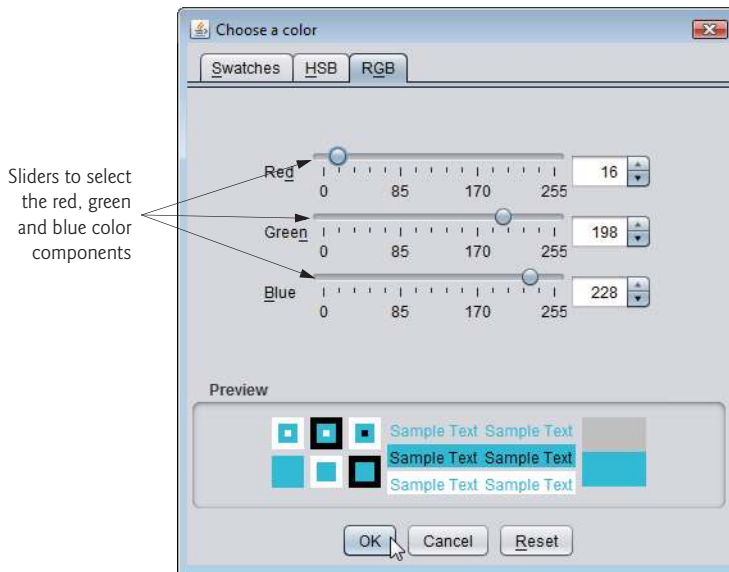 Choose a color
Swatches HSB RGB
Sliders to select
the red, green
and blue color
components
Red 16
0 85 170 255
Green 198
0 85 170 255
Blue 228
0 85 170 255
Preview
Sample Text Sample Text
Sample Text Sample Text
Sample Text Sample Text
OK Cancel Reset